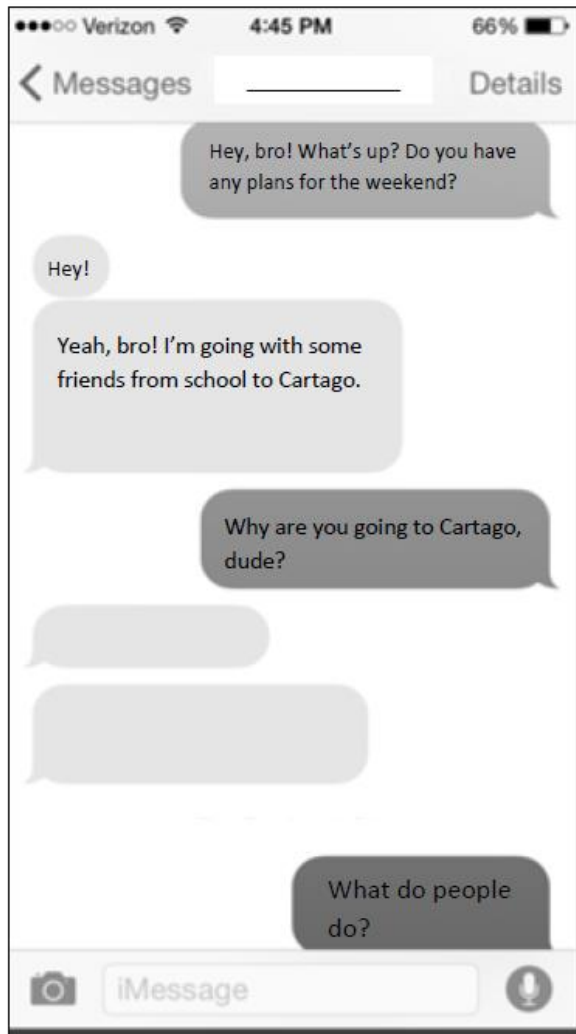 Verizon 4:45 PM 66%
Messages Details
Hey, bro! What's up? Do you have
any plans for the weekend?
Hey!
Yeah, bro! I'm going with some
friends from school to Cartago.
Why are you going to Cartago,
dude?
What do people
do?
iMessage